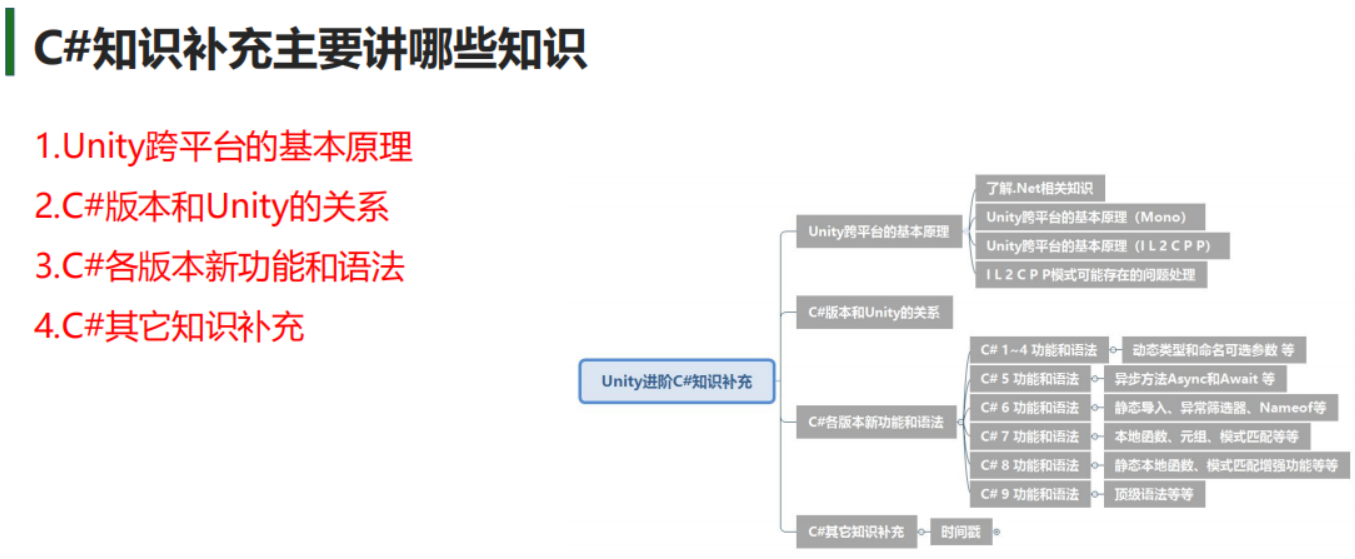 C#知识补充主要讲哪些知识
1.Unity跨平台的基本原理
2.C#版本和Unity的关系
3.C#各版本新功能和语法
4.C#其它知识补充
Unity进阶C#知识补充
Unity跨平台的基本原理
了解.Net相关知识
Unity跨平台的基本原理（Mono）
Unity跨平台的基本原理（I L 2 C P P）
I L 2 C P P模式可能存在的问题处理
C#版本和Unity的关系
C#各版本新功能和语法
C# 1~4 功能和语法
动态类型和命名可选参数 等
C# 5 功能和语法
异步方法Async和Await 等
C# 6 功能和语法
静态导入、异常筛选器、Nameof等
C# 7 功能和语法
本地函数、元组、模式匹配等等
C# 8 功能和语法
静态本地函数、模式匹配增强功能等等
C# 9 功能和语法
顶级语法等等
C#其它知识补充
时间戳